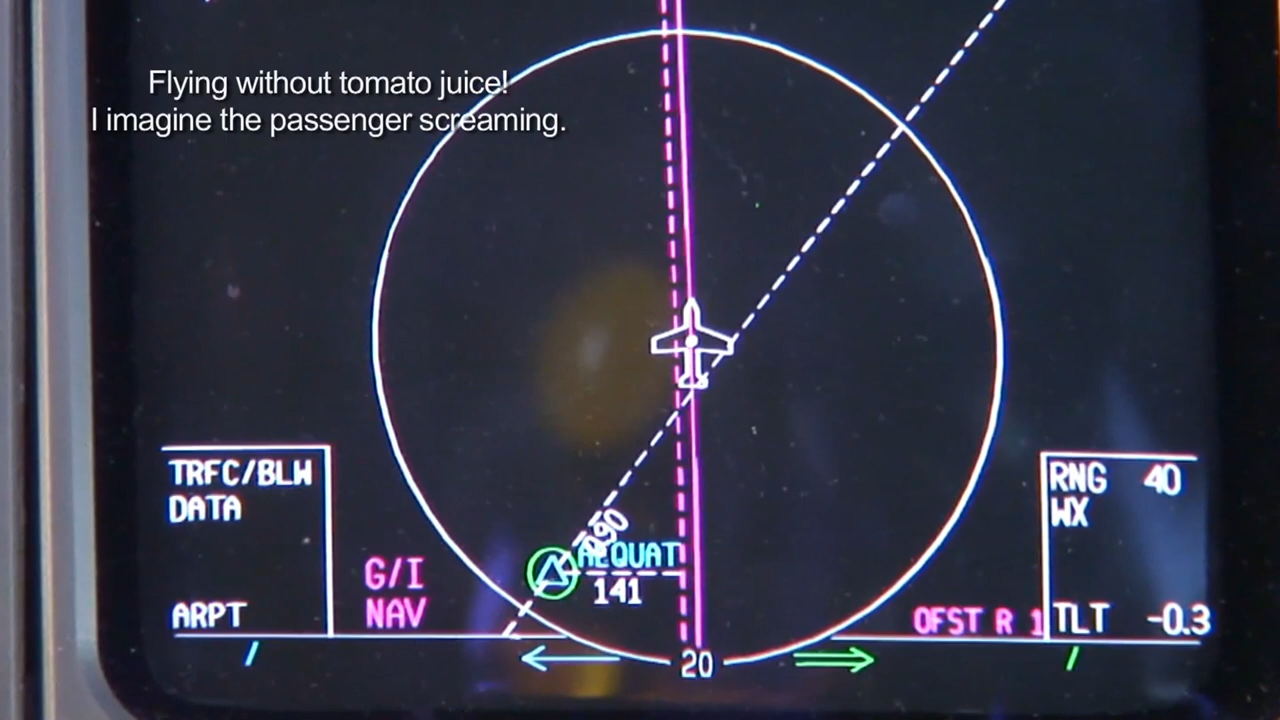 Flying without tomato juice!
I imagine the passenger screaming.
TRFC/BLW
DATA
ARPT
G/I
NAV
AEQUAT
141
20
OFST R 1
RNG 40
WX
TLT -0.3